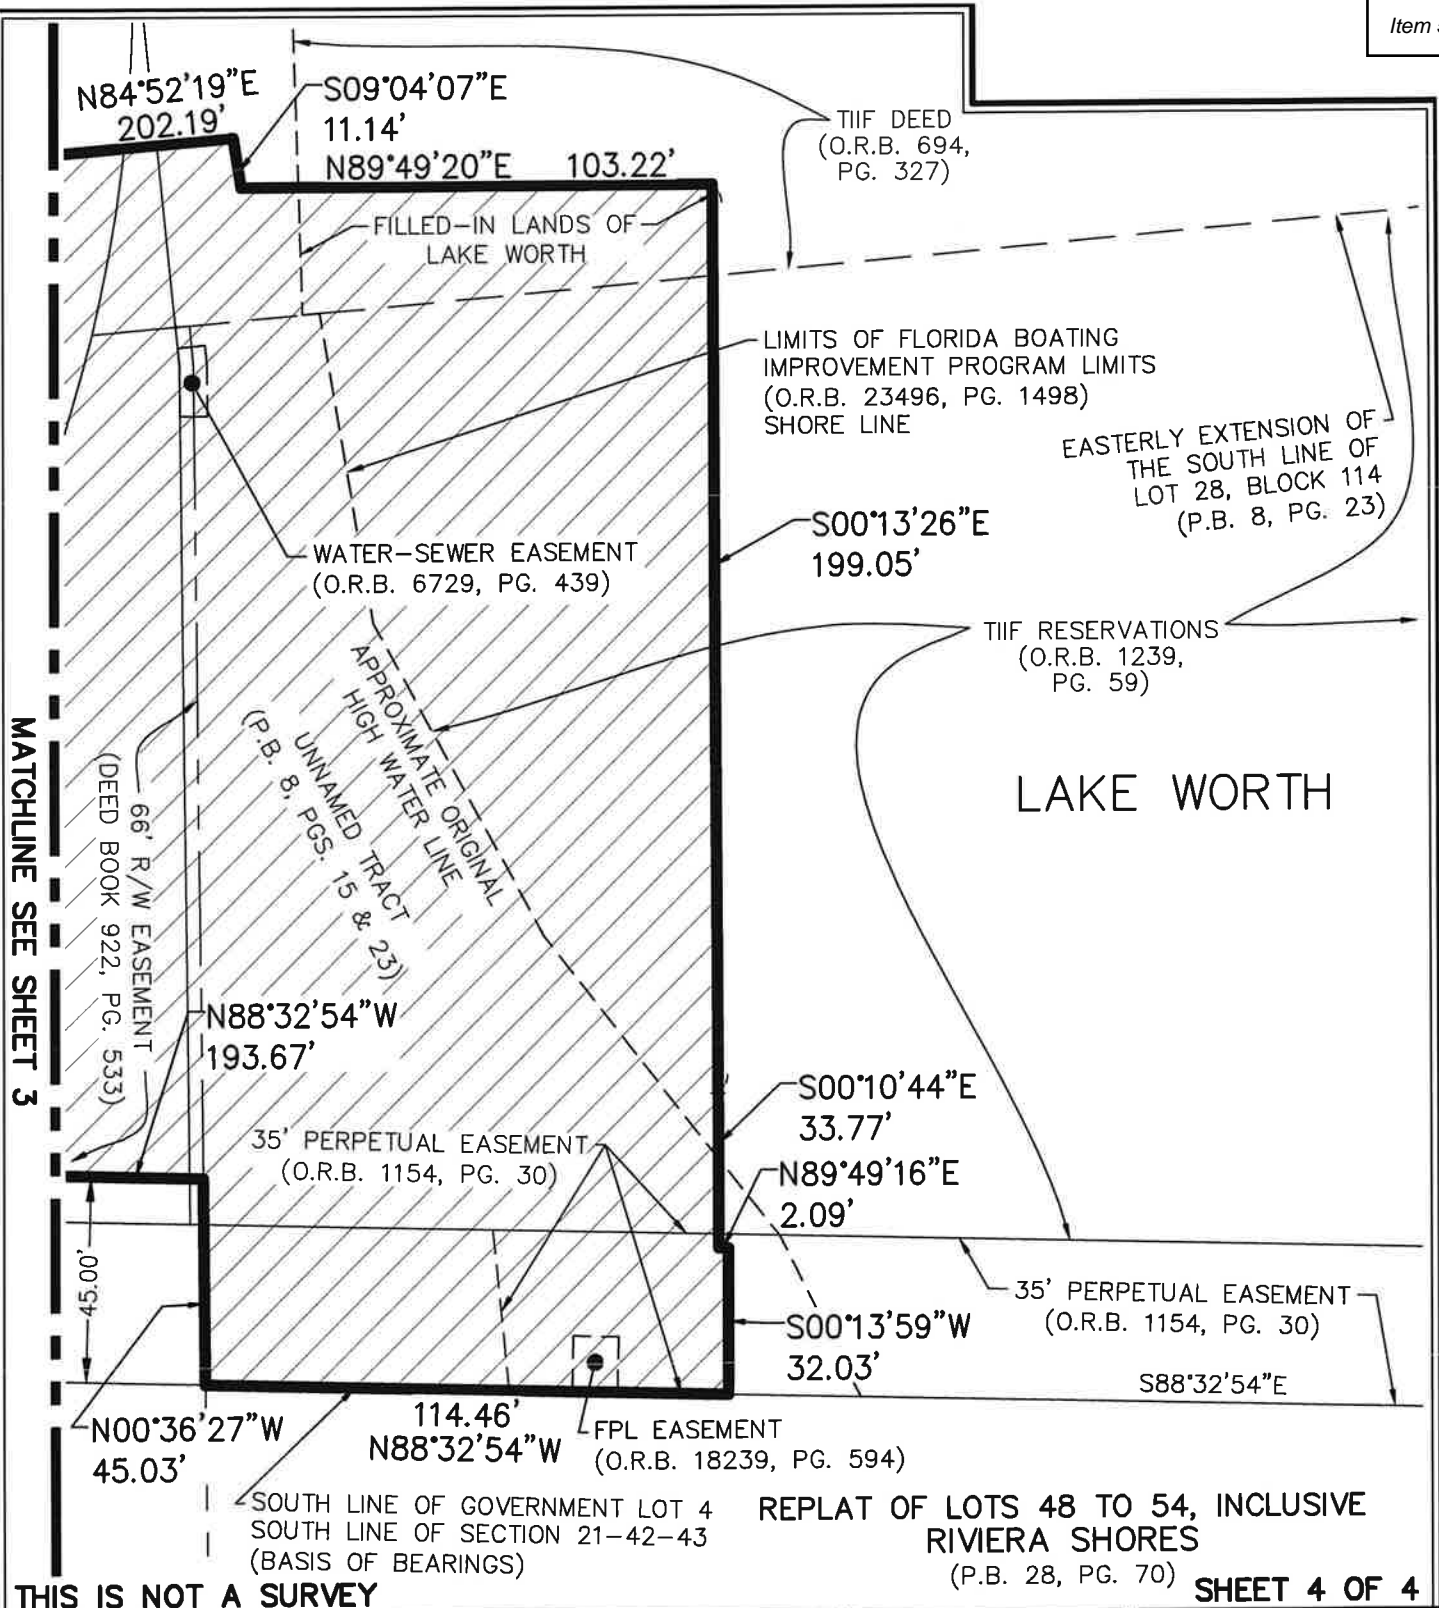 Item
N84°52'19"E
202.19'
S09°04'07"E
11.14'
N89°49'20"E 103.22'
TIIF DEED
(O.R.B. 694,
PG. 327)
FILLED-IN LANDS OF
LAKE WORTH
LIMITS OF FLORIDA BOATING
IMPROVEMENT PROGRAM LIMITS
(O.R.B. 23496, PG. 1498)
SHORE LINE
EASTERLY EXTENSION OF
THE SOUTH LINE OF
LOT 28, BLOCK 114
(P.B. 8, PG. 23)
S00°13'26"E
199.05'
WATER-SEWER EASEMENT
(O.R.B. 6729, PG. 439)
TIIF RESERVATIONS
(O.R.B. 1239,
PG. 59)
APPROXIMATE ORIGINAL
HIGH WATER LINE
UNNAMED TRACT
(P.B. 8, PGS. 15 & 23)
LAKE WORTH
MATCHLINE SEE SHEET 3
66' R/W EASEMENT
(DEED BOOK 922, PG. 533)
N88°32'54"W
193.67'
S00°10'44"E
33.77'
35' PERPETUAL EASEMENT
(O.R.B. 1154, PG. 30)
N89°49'16"E
2.09'
45.00'
35' PERPETUAL EASEMENT
(O.R.B. 1154, PG. 30)
S00°13'59"W
32.03'
S88°32'54"E
N00°36'27"W
45.03'
114.46'
N88°32'54"W
FPL EASEMENT
(O.R.B. 18239, PG. 594)
SOUTH LINE OF GOVERNMENT LOT 4
SOUTH LINE OF SECTION 21-42-43
(BASIS OF BEARINGS)
REPLAT OF LOTS 48 TO 54, INCLUSIVE
RIVIERA SHORES
(P.B. 28, PG. 70)
THIS IS NOT A SURVEY
SHEET 4 OF 4